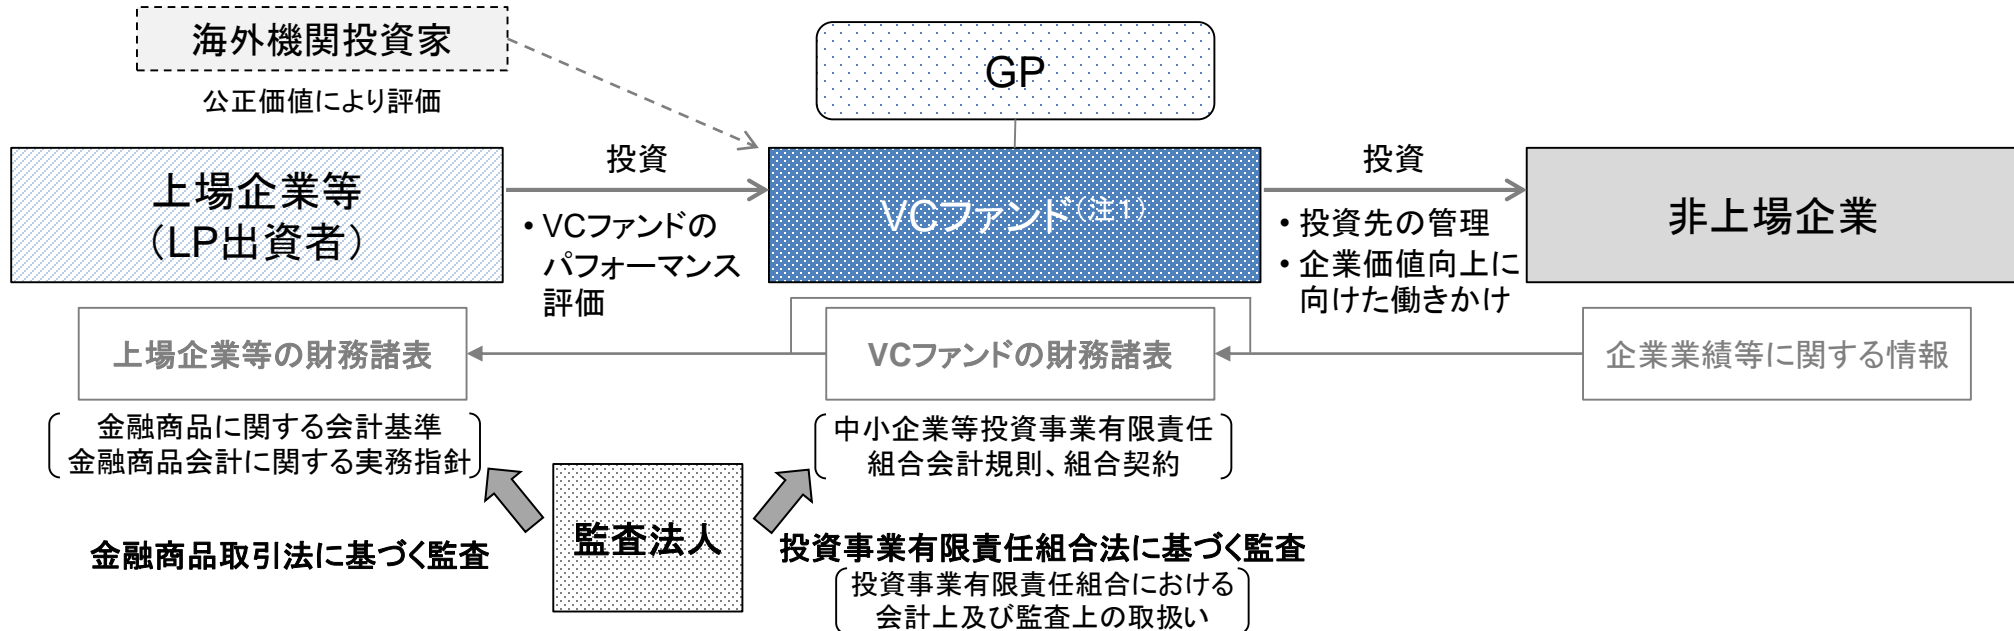 海外機関投資家
公正価値により評価
GP
上場企業等
（LP出資者）
投資
・VCファンドの
パフォーマンス
評価
VCファンド（注１）
投資
・投資先の管理
・企業価値向上に
向けた働きかけ
非上場企業
上場企業等の財務諸表
VCファンドの財務諸表
企業業績等に関する情報
金融商品に関する会計基準
金融商品会計に関する実務指針
中小企業等投資事業有限責任
組合会計規則、組合契約
監査法人
金融商品取引法に基づく監査
投資事業有限責任組合法に基づく監査
投資事業有限責任組合における
会計上及び監査上の取扱い